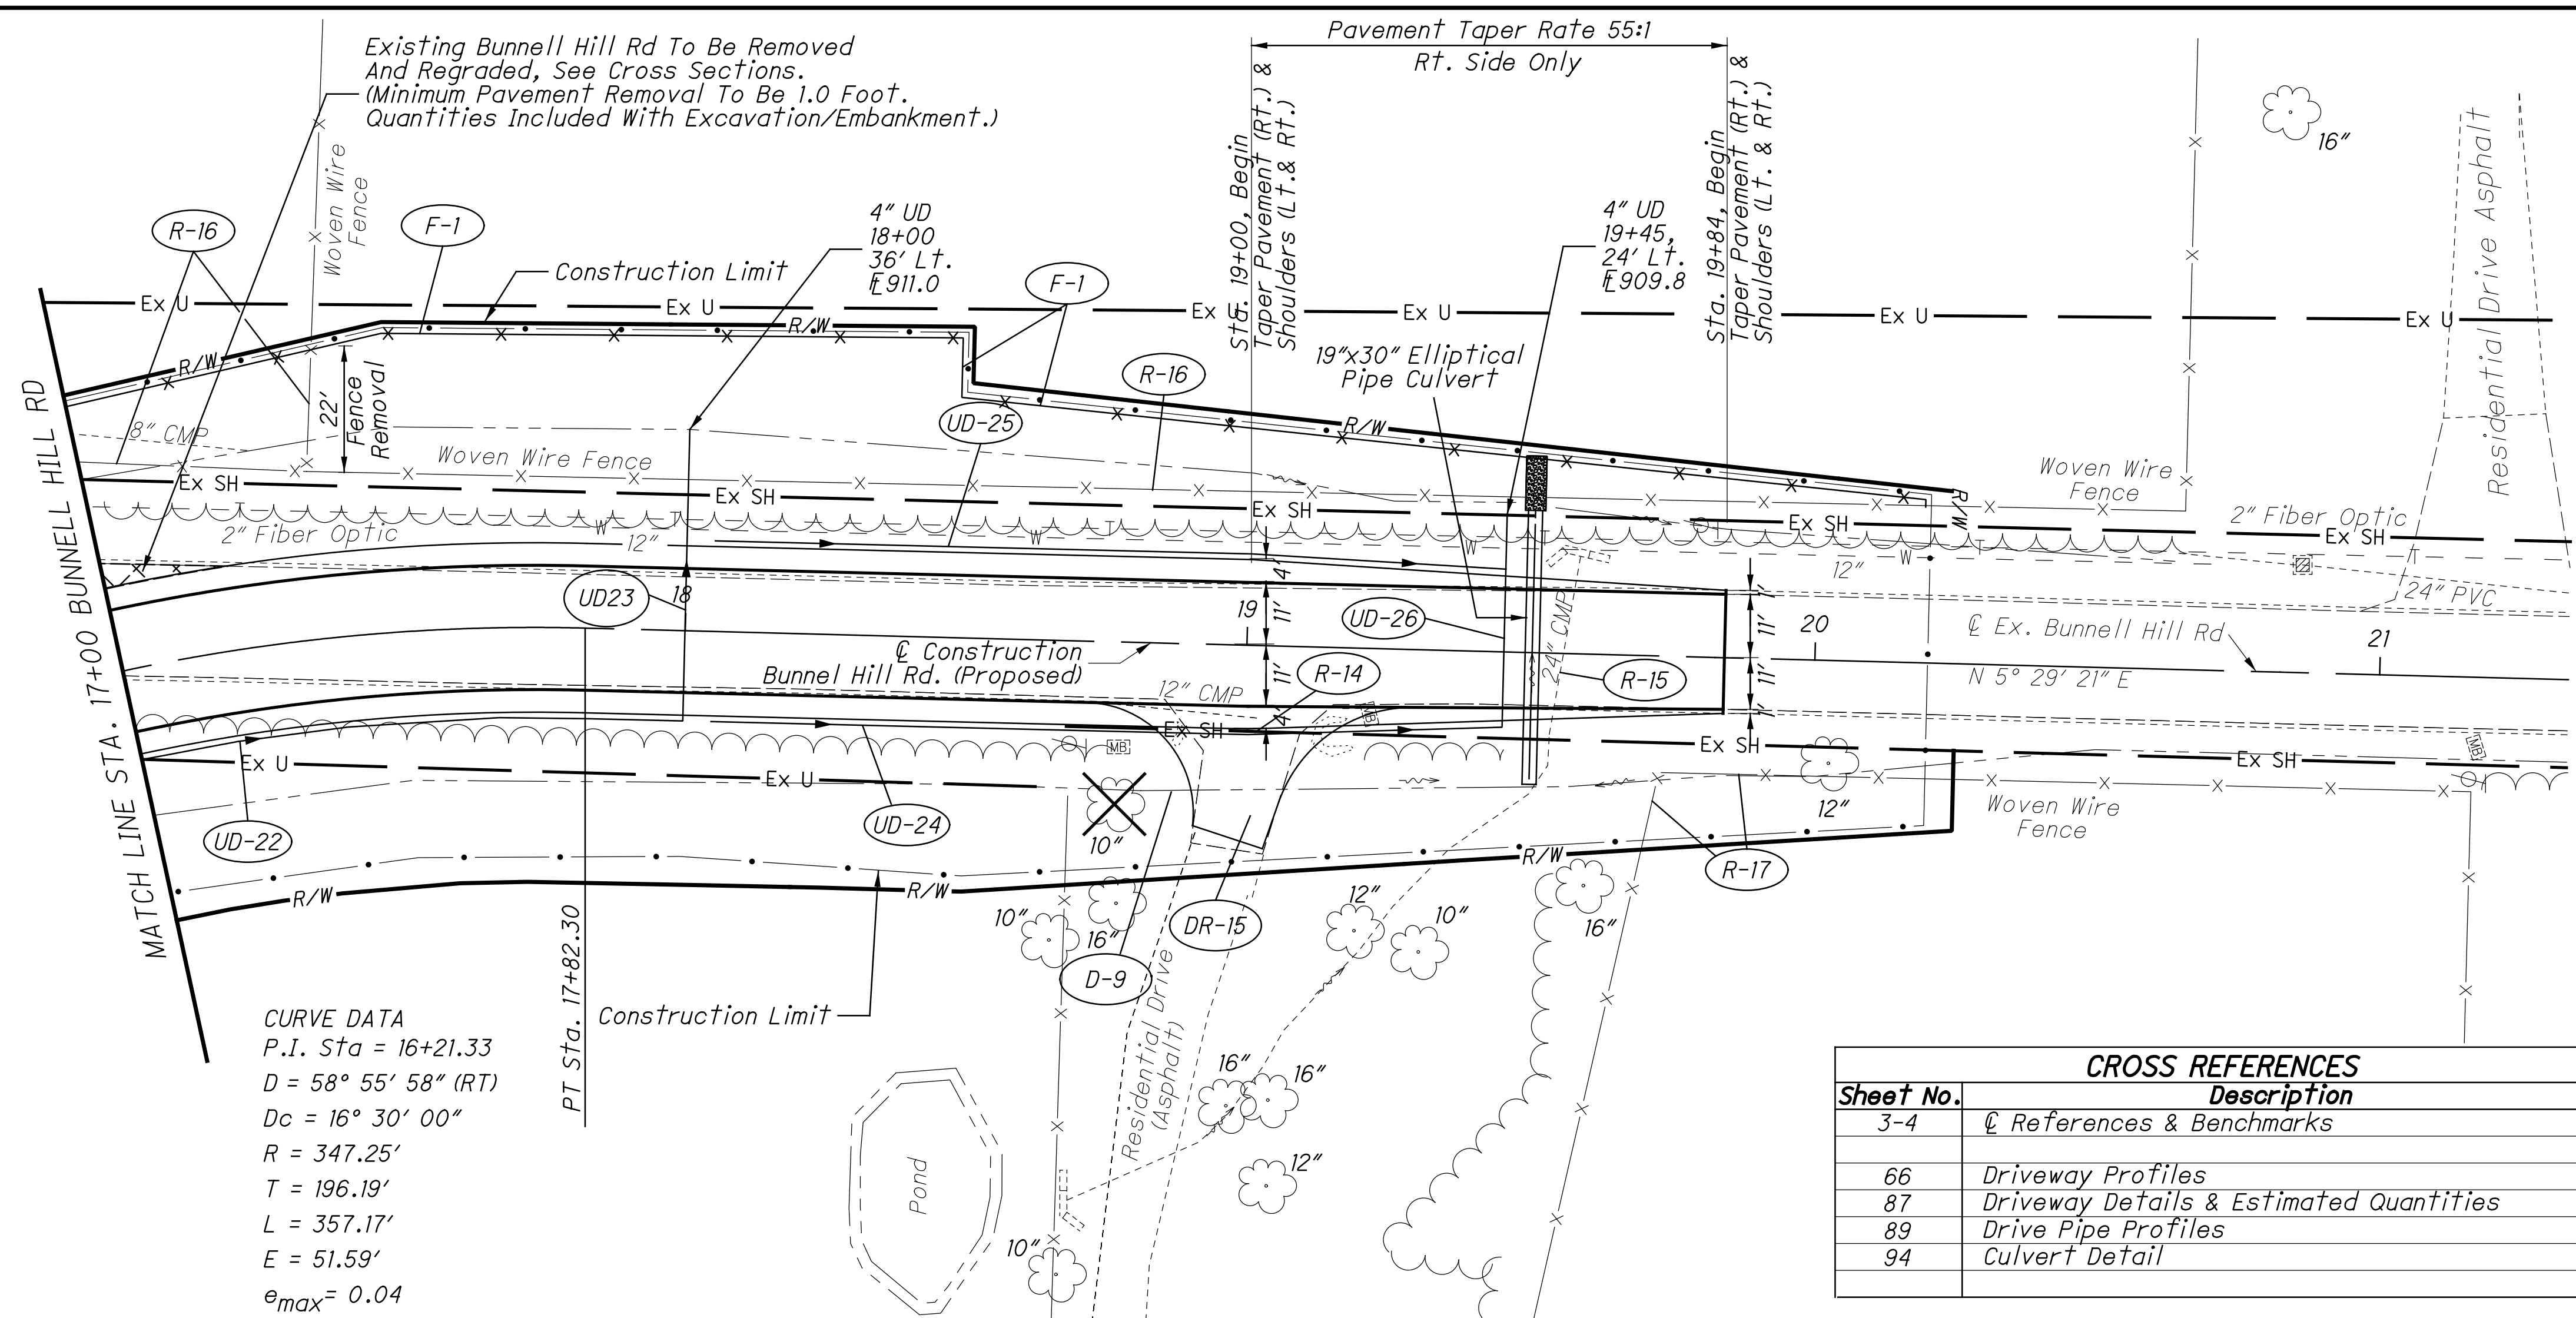 Existing Bunnell Hill Rd To Be Removed
And Regraded, See Cross Sections.
(Minimum Pavement Removal To Be 1.0 Foot.
Quantities Included With Excavation/Embankment.)
Pavement Taper Rate 55:1
Rt. Side Only
Sta. 19+00, Begin
Taper Pavement (Rt.) &
Shoulders (Lt.& Rt.)
Sta. 19+84, Begin
Taper Pavement (Rt.) &
Shoulders (Lt. & Rt.)
16"
Residential Drive Asphalt
Woven Wire
Fence
R-16
F-1
Construction Limit
4" UD
18+00
36' Lt.
FL911.0
F-1
4" UD
19+45,
24' Lt.
FL909.8
Ex U
Ex U
Ex U
Ex U
Ex U
Ex U
R/W
R/W
R/W
R/W
22'
Fence
Removal
19"x30" Elliptical
Pipe Culvert
R-16
UD-25
8" CMP
Woven Wire Fence
Woven Wire
Fence
Ex SH
Ex SH
Ex SH
Ex SH
Ex SH
2" Fiber Optic
2" Fiber Optic
T
W
T
W
T
W
T
T
W
T
T
12"
12"
24" PVC
MATCH LINE STA. 17+00 BUNNELL HILL RD
UD23
18
19
20
21
4'
11'
11'
4'
1'
11'
11'
1'
UD-26
24" CMP
R-15
R-14
℄ Construction
Bunnel Hill Rd. (Proposed)
℄ Ex. Bunnell Hill Rd
N 5° 29' 21" E
12" CMP
MB
MB
MB
Ex SH
Ex SH
Ex SH
Ex U
Ex U
UD-22
UD-24
10"
12"
Woven Wire
Fence
R-17
R/W
R/W
R/W
10"
16"
12"
10"
16"
D-9
DR-15
PT Sta. 17+82.30
Construction Limit
Residential Drive
(Asphalt)
16"
16"
12"
10"
Pond
CURVE DATA
P.I. Sta = 16+21.33
D = 58° 55' 58" (RT)
Dc = 16° 30' 00"
R = 347.25'
T = 196.19'
L = 357.17'
E = 51.59'
emax= 0.04
CROSS REFERENCES
Sheet No. Description
3-4 ℄ References & Benchmarks
66 Driveway Profiles
87 Driveway Details & Estimated Quantities
89 Drive Pipe Profiles
94 Culvert Detail